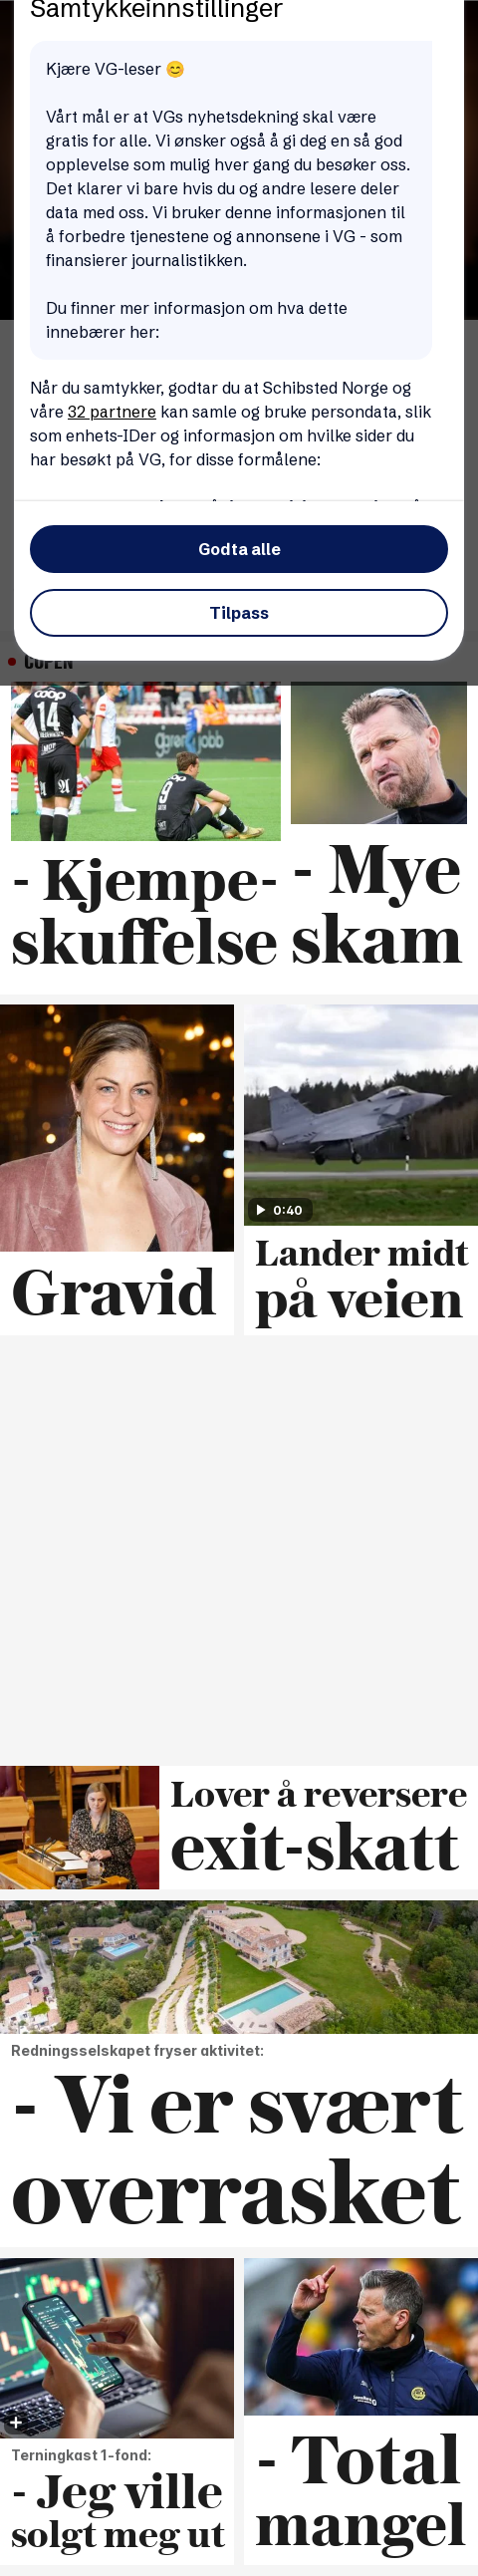 Samtykkeinnstillinger
Kjære VG-leser 😊
Vårt mål er at VGs nyhetsdekning skal være
gratis for alle. Vi ønsker også å gi deg en så god
opplevelse som mulig hver gang du besøker oss.
Det klarer vi bare hvis du og andre lesere deler
data med oss. Vi bruker denne informasjonen til
å forbedre tjenestene og annonsene i VG - som
finansierer journalistikken.
Du finner mer informasjon om hva dette
innebærer her:
Når du samtykker, godtar du at Schibsted Norge og
våre 32 partnere kan samle og bruke persondata, slik
som enhets-IDer og informasjon om hvilke sider du
har besøkt på VG, for disse formålene:
Godta alle
Tilpass
CUPEN
coop
14
coop
9
- Kjempe-
skuffelse
- Mye
skam
Gravid
0:40
Lander midt
på veien
Lover å reversere
exit-skatt
Redningsselskapet fryser aktivitet:
- Vi er svært
overrasket
Terningkast 1-fond:
- Jeg ville
solgt meg ut
- Total
mangel